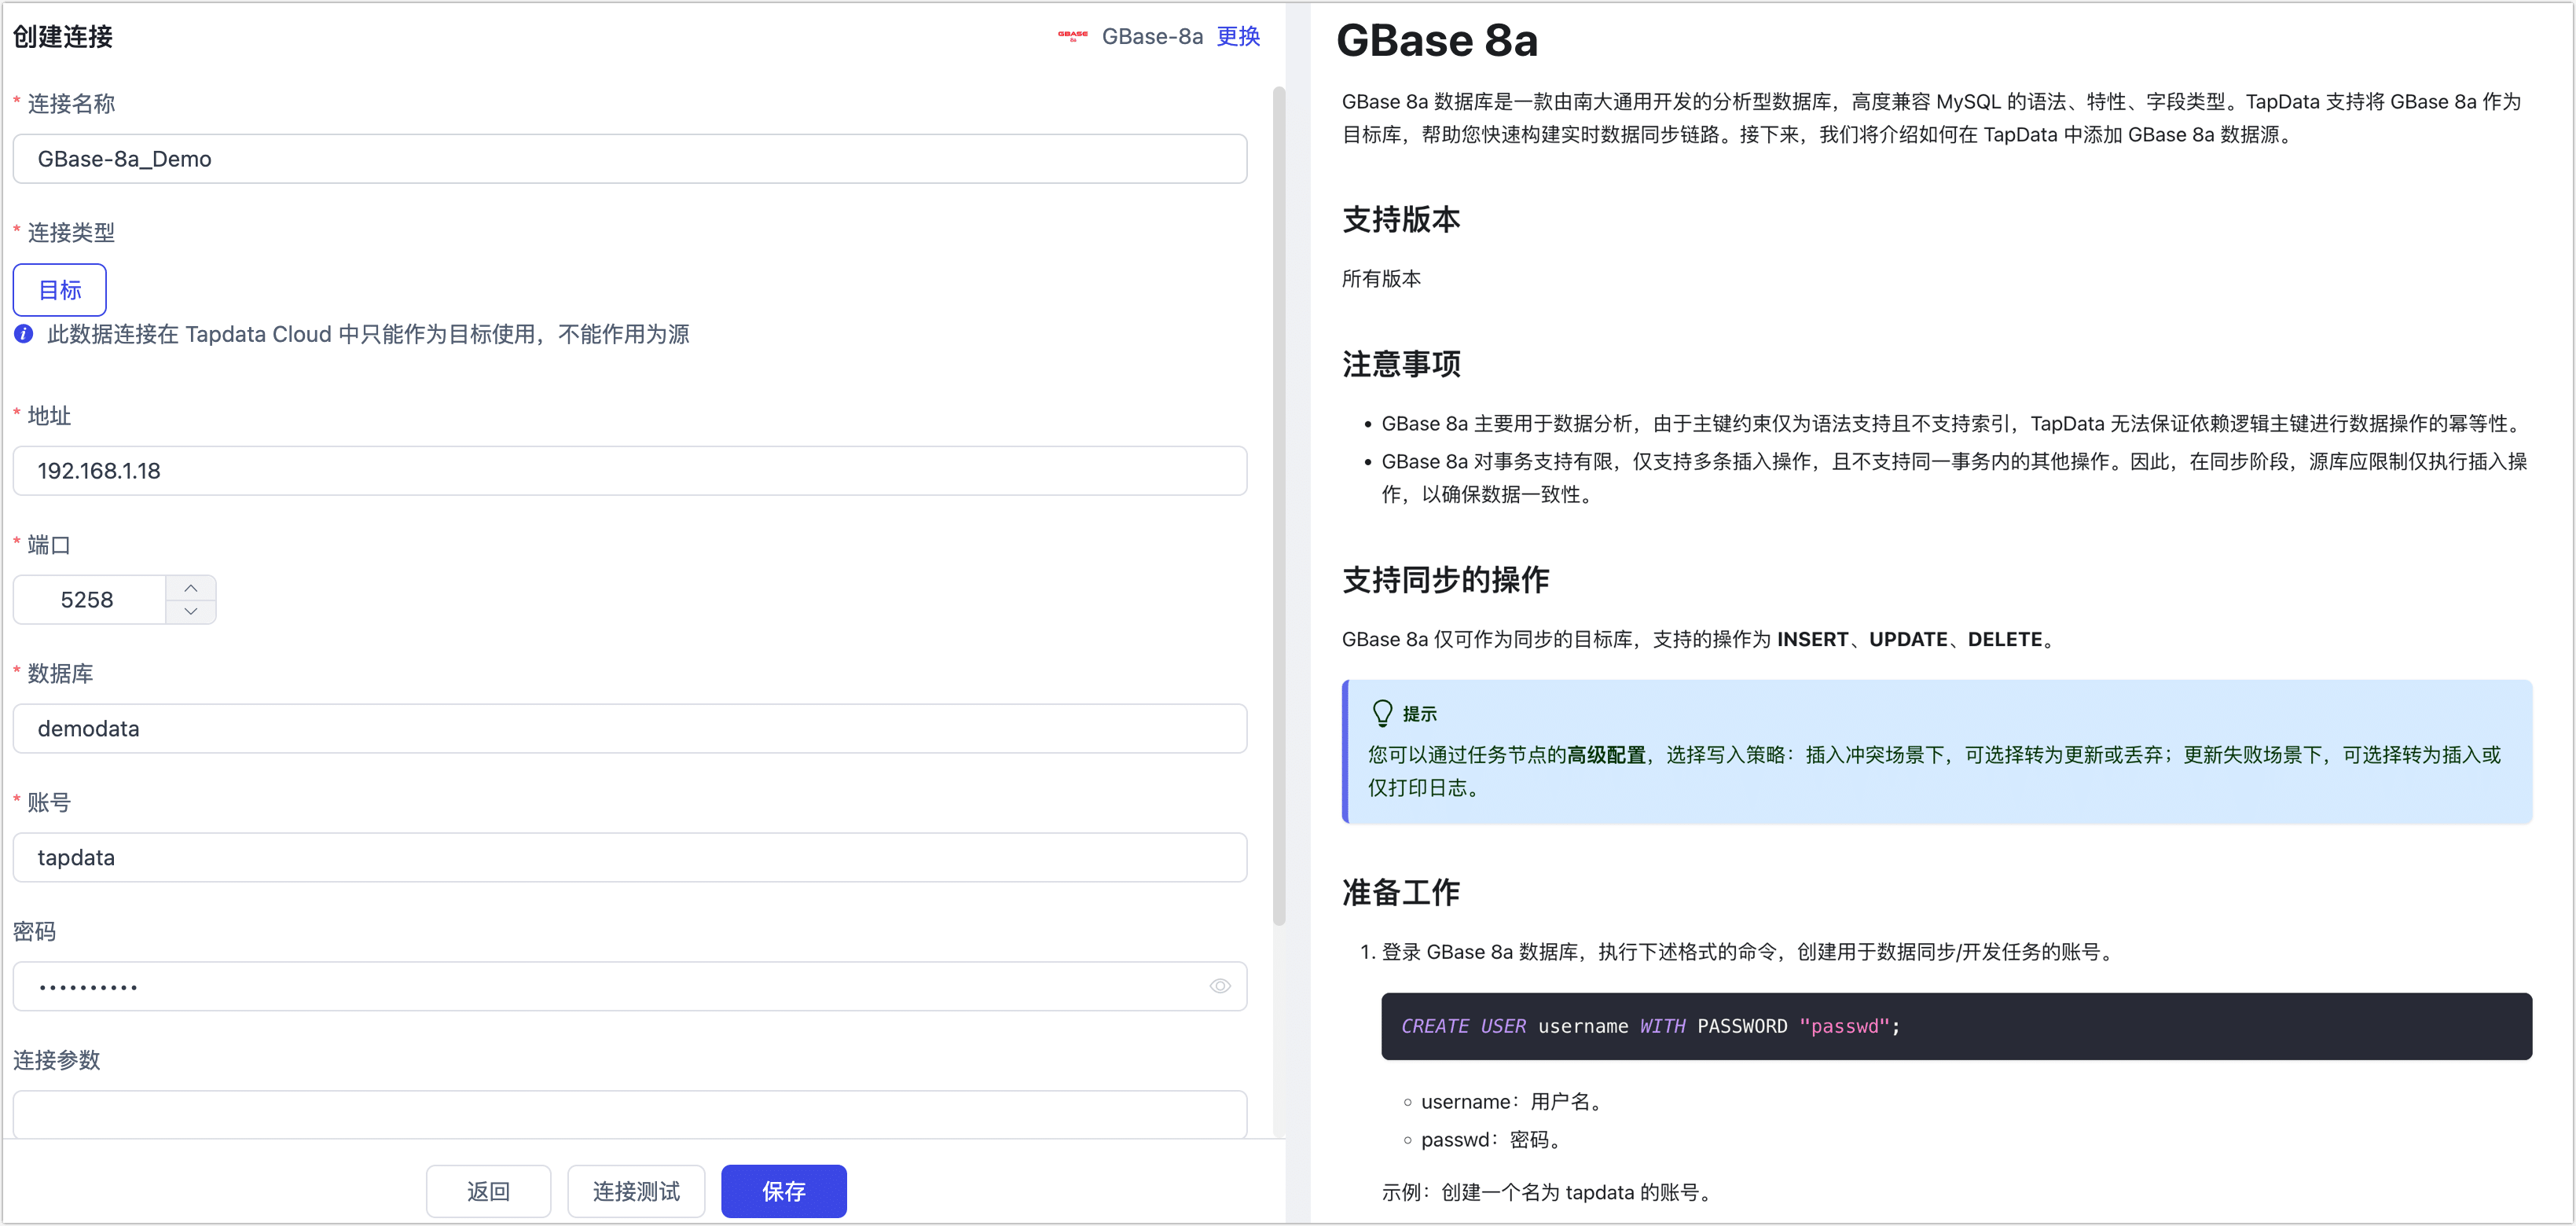 创建连接
GBASE 8a GBase-8a 更换
* 连接名称
GBase-8a_Demo
* 连接类型
目标
此数据连接在 Tapdata Cloud 中只能作为目标使用，不能作用为源
* 地址
192.168.1.18
* 端口
5258
* 数据库
demodata
* 账号
tapdata
密码
••••••••••
连接参数
返回 连接测试 保存
GBase 8a
GBase 8a 数据库是一款由南大通用开发的分析型数据库，高度兼容 MySQL 的语法、特性、字段类型。TapData 支持将 GBase 8a 作为
目标库，帮助您快速构建实时数据同步链路。接下来，我们将介绍如何在 TapData 中添加 GBase 8a 数据源。
支持版本
所有版本
注意事项
• GBase 8a 主要用于数据分析，由于主键约束仅为语法支持且不支持索引，TapData 无法保证依赖逻辑主键进行数据操作的幂等性。
• GBase 8a 对事务支持有限，仅支持多条插入操作，且不支持同一事务内的其他操作。因此，在同步阶段，源库应限制仅执行插入操
作，以确保数据一致性。
支持同步的操作
GBase 8a 仅可作为同步的目标库，支持的操作为 INSERT、UPDATE、DELETE。
提示
您可以通过任务节点的高级配置，选择写入策略：插入冲突场景下，可选择转为更新或丢弃；更新失败场景下，可选择转为插入或
仅打印日志。
准备工作
1. 登录 GBase 8a 数据库，执行下述格式的命令，创建用于数据同步/开发任务的账号。
CREATE USER username WITH PASSWORD "passwd";
◦ username：用户名。
◦ passwd：密码。
示例：创建一个名为 tapdata 的账号。